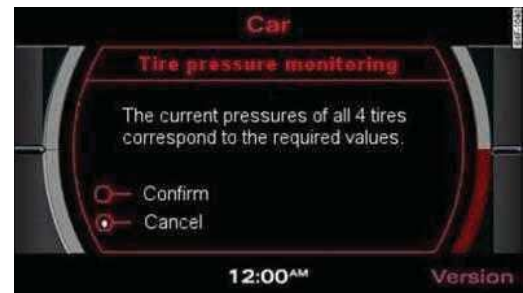 Car
Tire pressure monitoring
The current pressures of all 4 tires
correspond to the required values.
Confirm
Cancel
12:00AM
Version